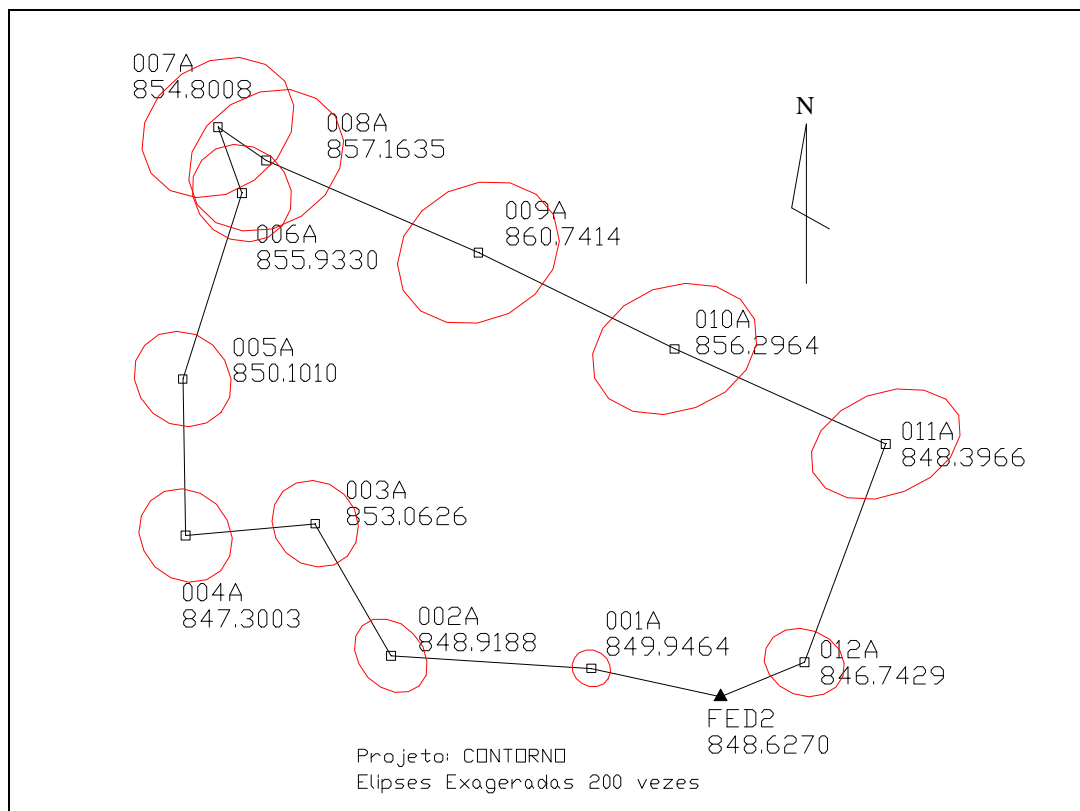 007A
854.8008
N
008A
857.1635
009A
860.7414
006A
855.9330
010A
856.2964
005A
850.1010
011A
848.3966
003A
853.0626
004A
847.3003
002A
848.9188
001A
849.9464
012A
846.7429
FED2
848.6270
Projeto: CONTORNO
Elipses Exageradas 200 vezes